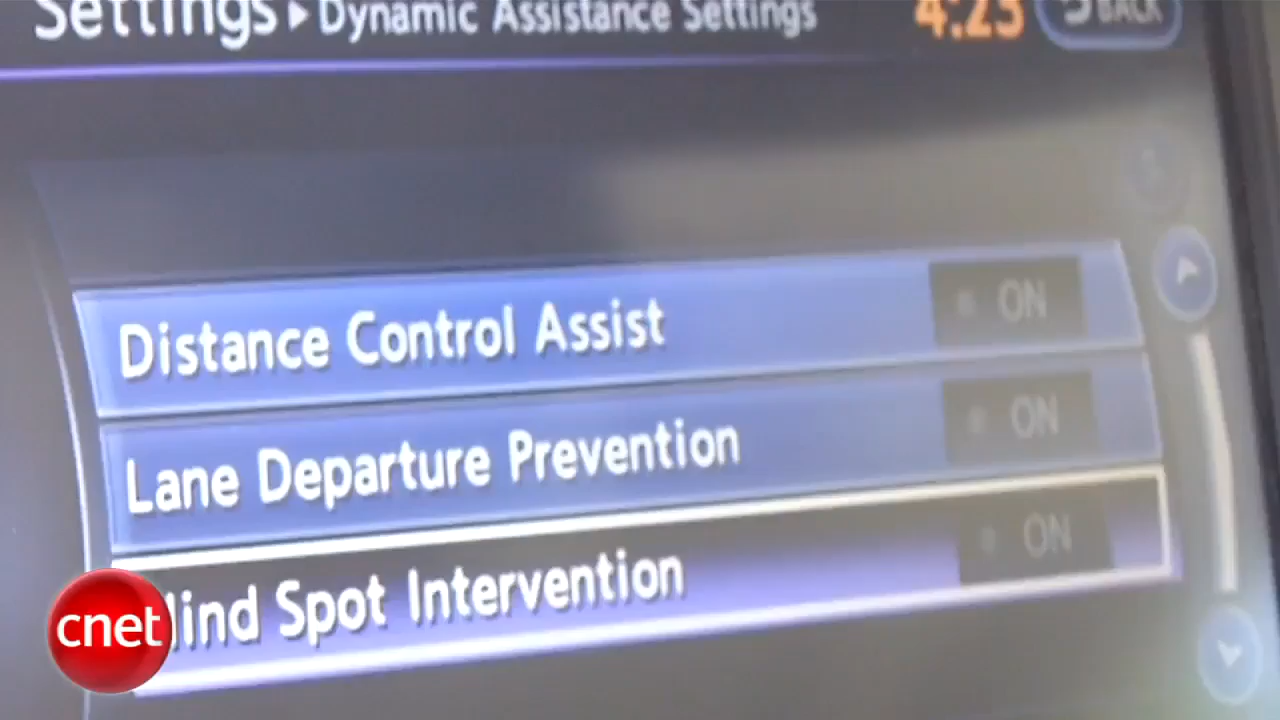 Settings ▸ Dynamic Assistance Settings 4:23 BACK
Distance Control Assist ON
Lane Departure Prevention ON
lind Spot Intervention ON
cnet